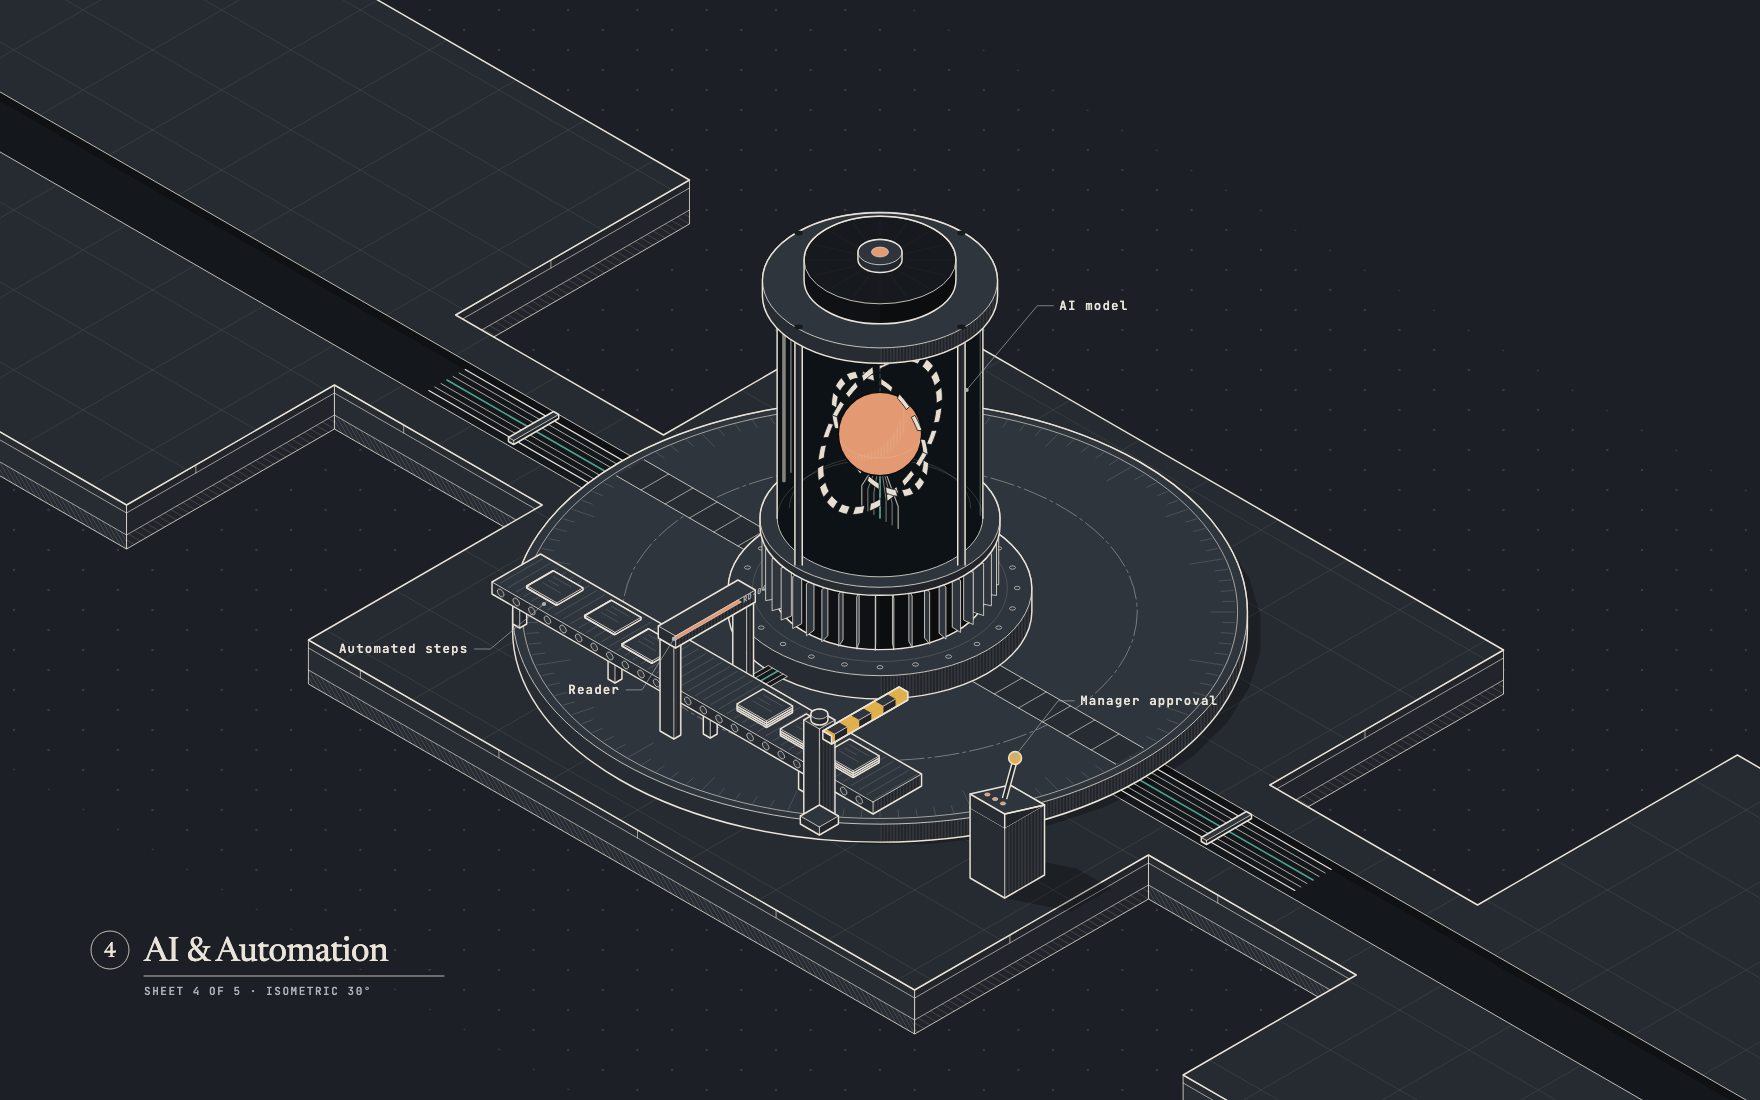 AI model
Automated steps
Reader
Manager approval
4 AI & Automation
SHEET 4 OF 5 · ISOMETRIC 30°